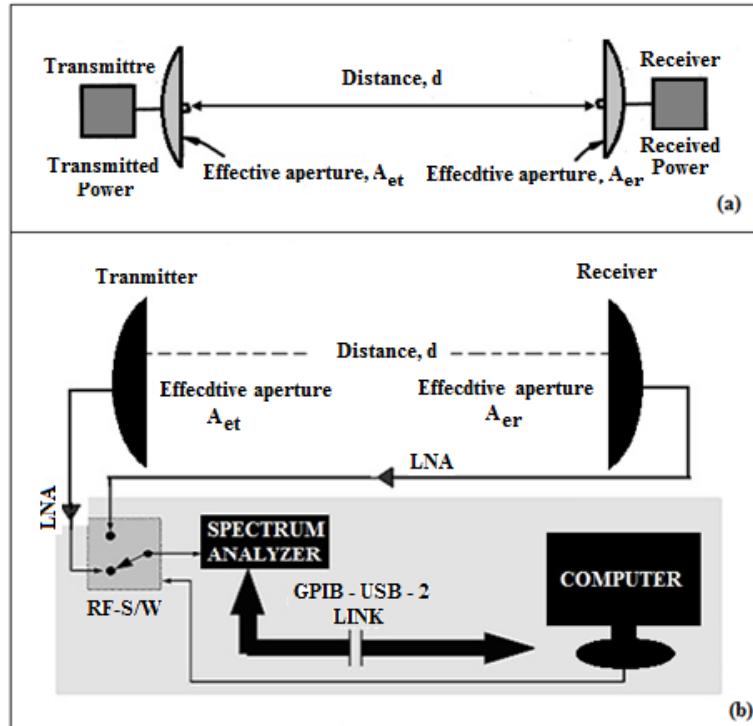 Transmittre
Receiver
Distance, d
Transmitted
Power
Effective aperture, Aet
Effecdtive aperture, Aer
Received
Power
(a)
Tranmitter
Receiver
Distance, d
Effecdtive aperture
Aet
Effecdtive aperture
Aer
LNA
LNA
SPECTRUM
ANALYZER
COMPUTER
RF-S/W
GPIB - USB - 2
LINK
(b)